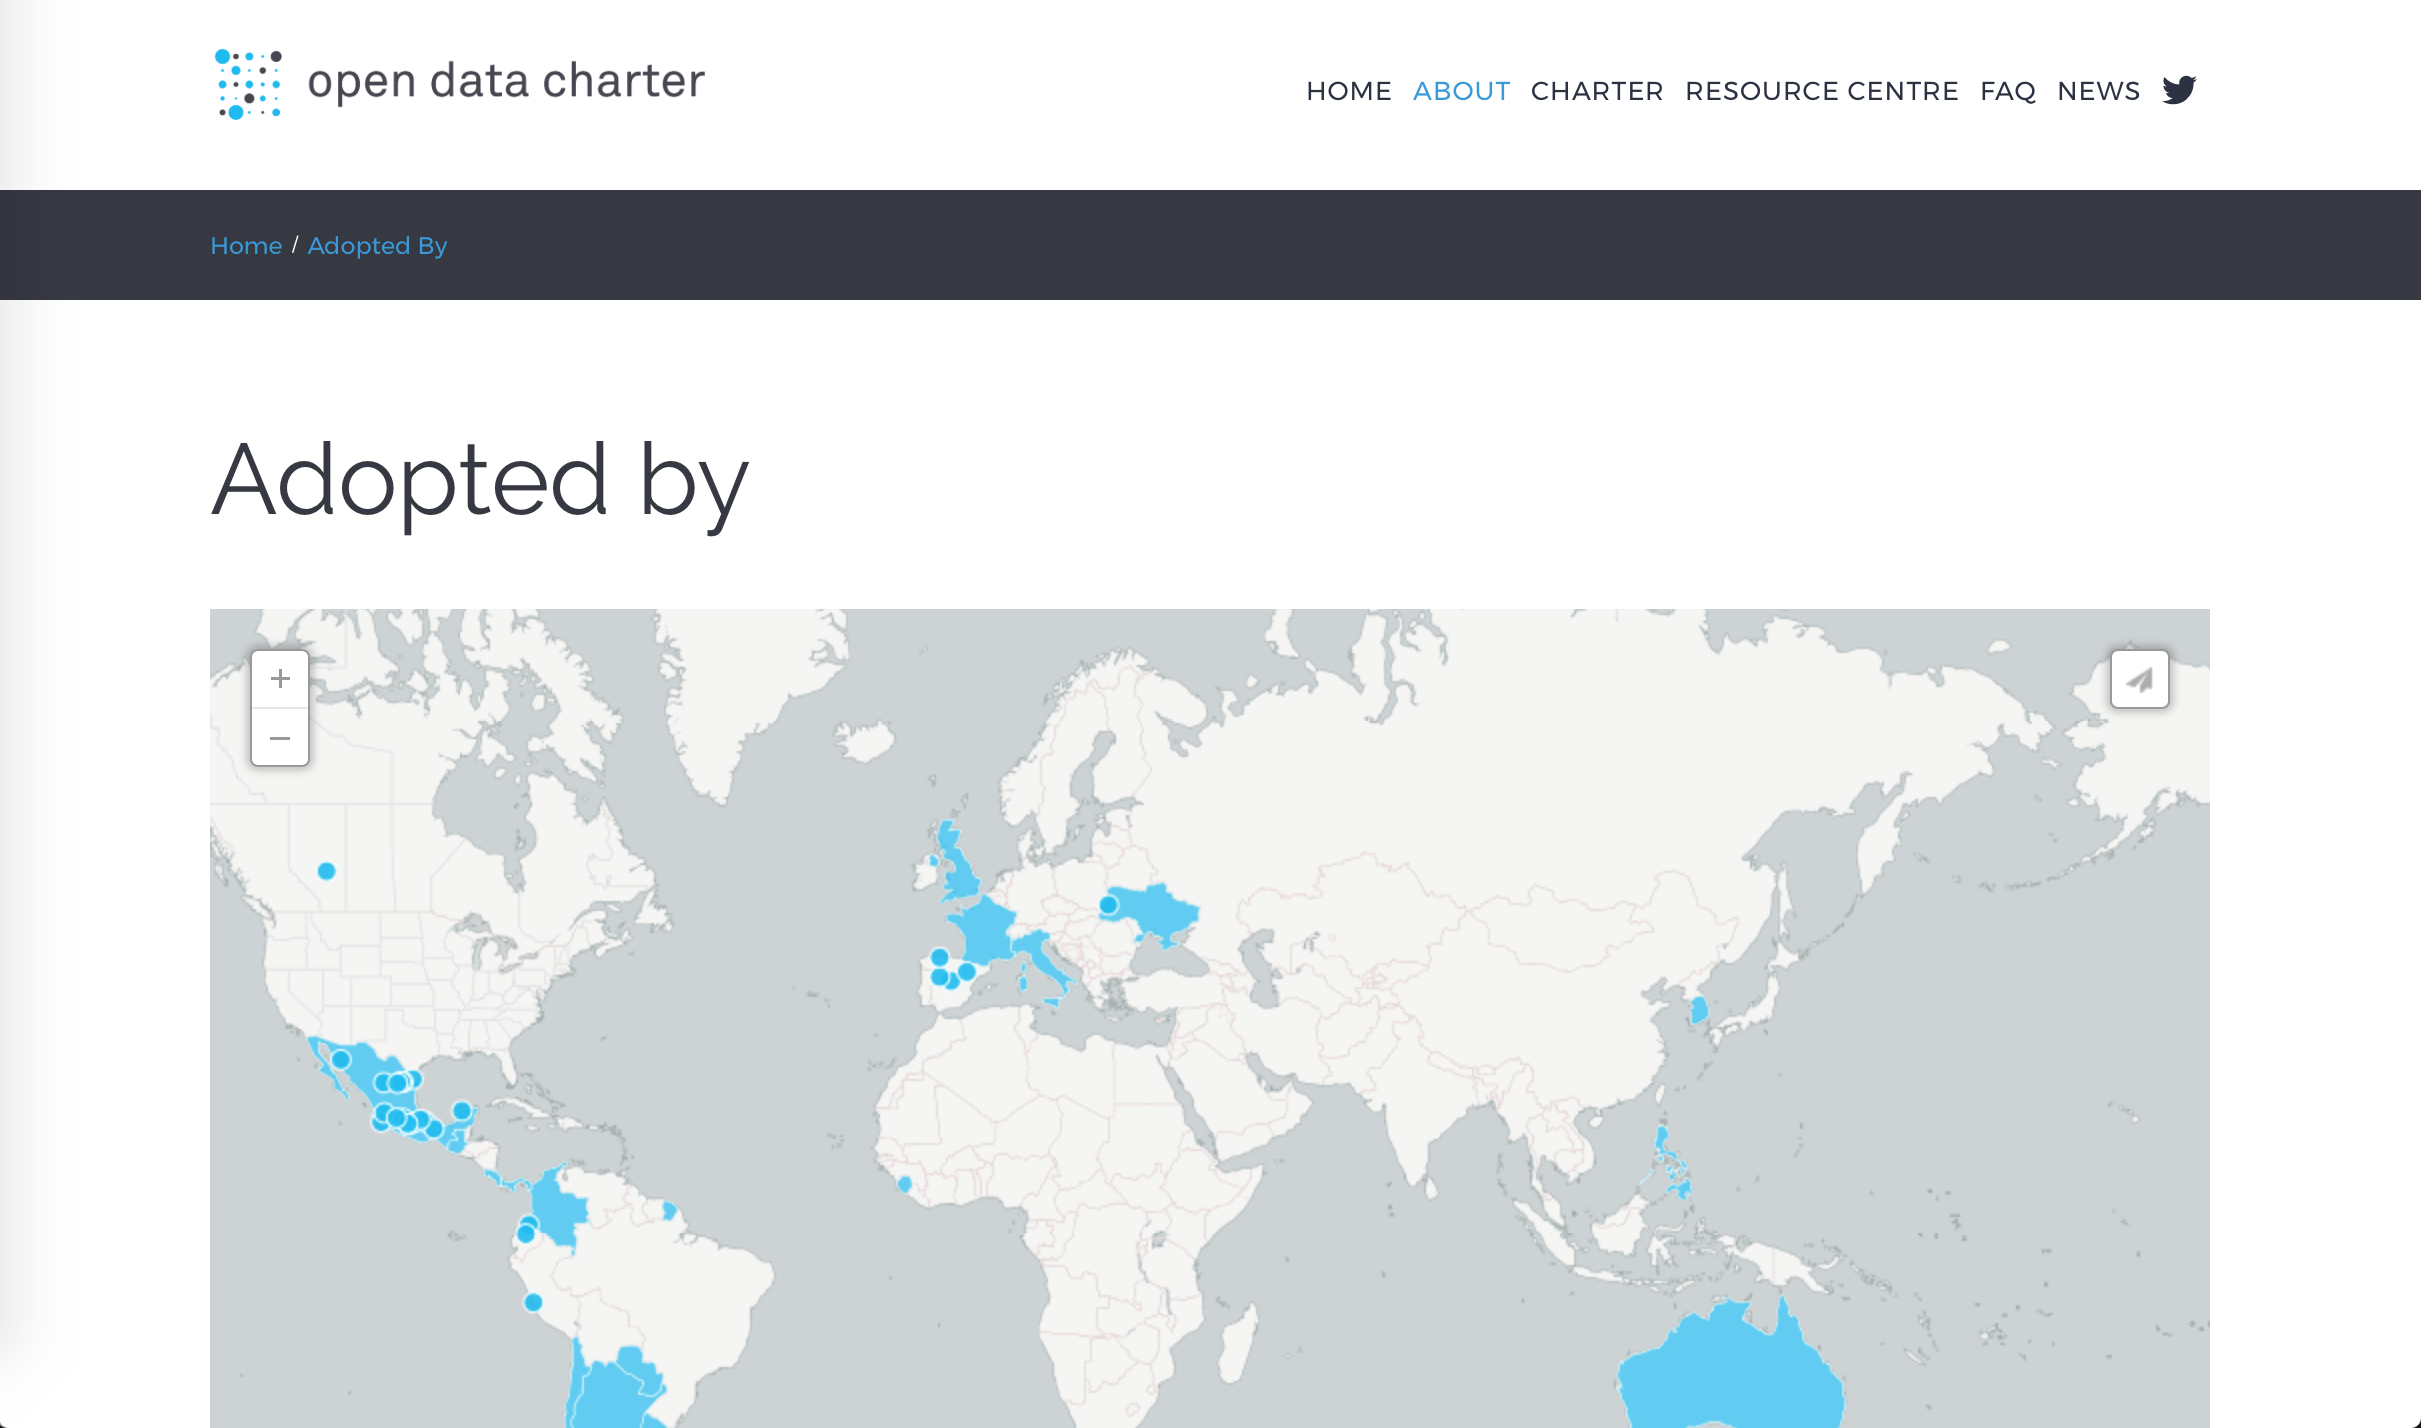 open data charter
HOME ABOUT CHARTER RESOURCE CENTRE FAQ NEWS
Home / Adopted By
Adopted by
+
−